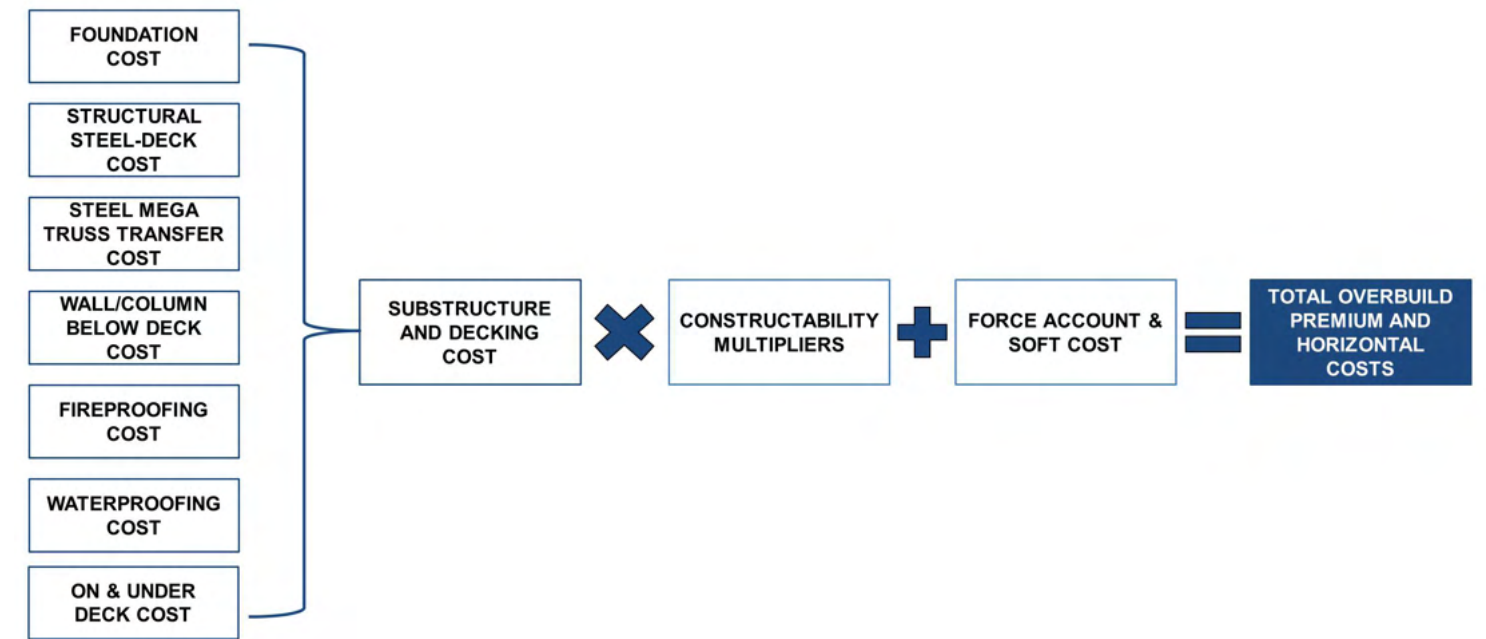 FOUNDATION
COST
STRUCTURAL
STEEL-DECK
COST
STEEL MEGA
TRUSS TRANSFER
COST
WALL/COLUMN
BELOW DECK
COST
FIREPROOFING
COST
WATERPROOFING
COST
ON & UNDER
DECK COST
SUBSTRUCTURE
AND DECKING
COST
CONSTRUCTABILITY
MULTIPLIERS
FORCE ACCOUNT &
SOFT COST
TOTAL OVERBUILD
PREMIUM AND
HORIZONTAL
COSTS